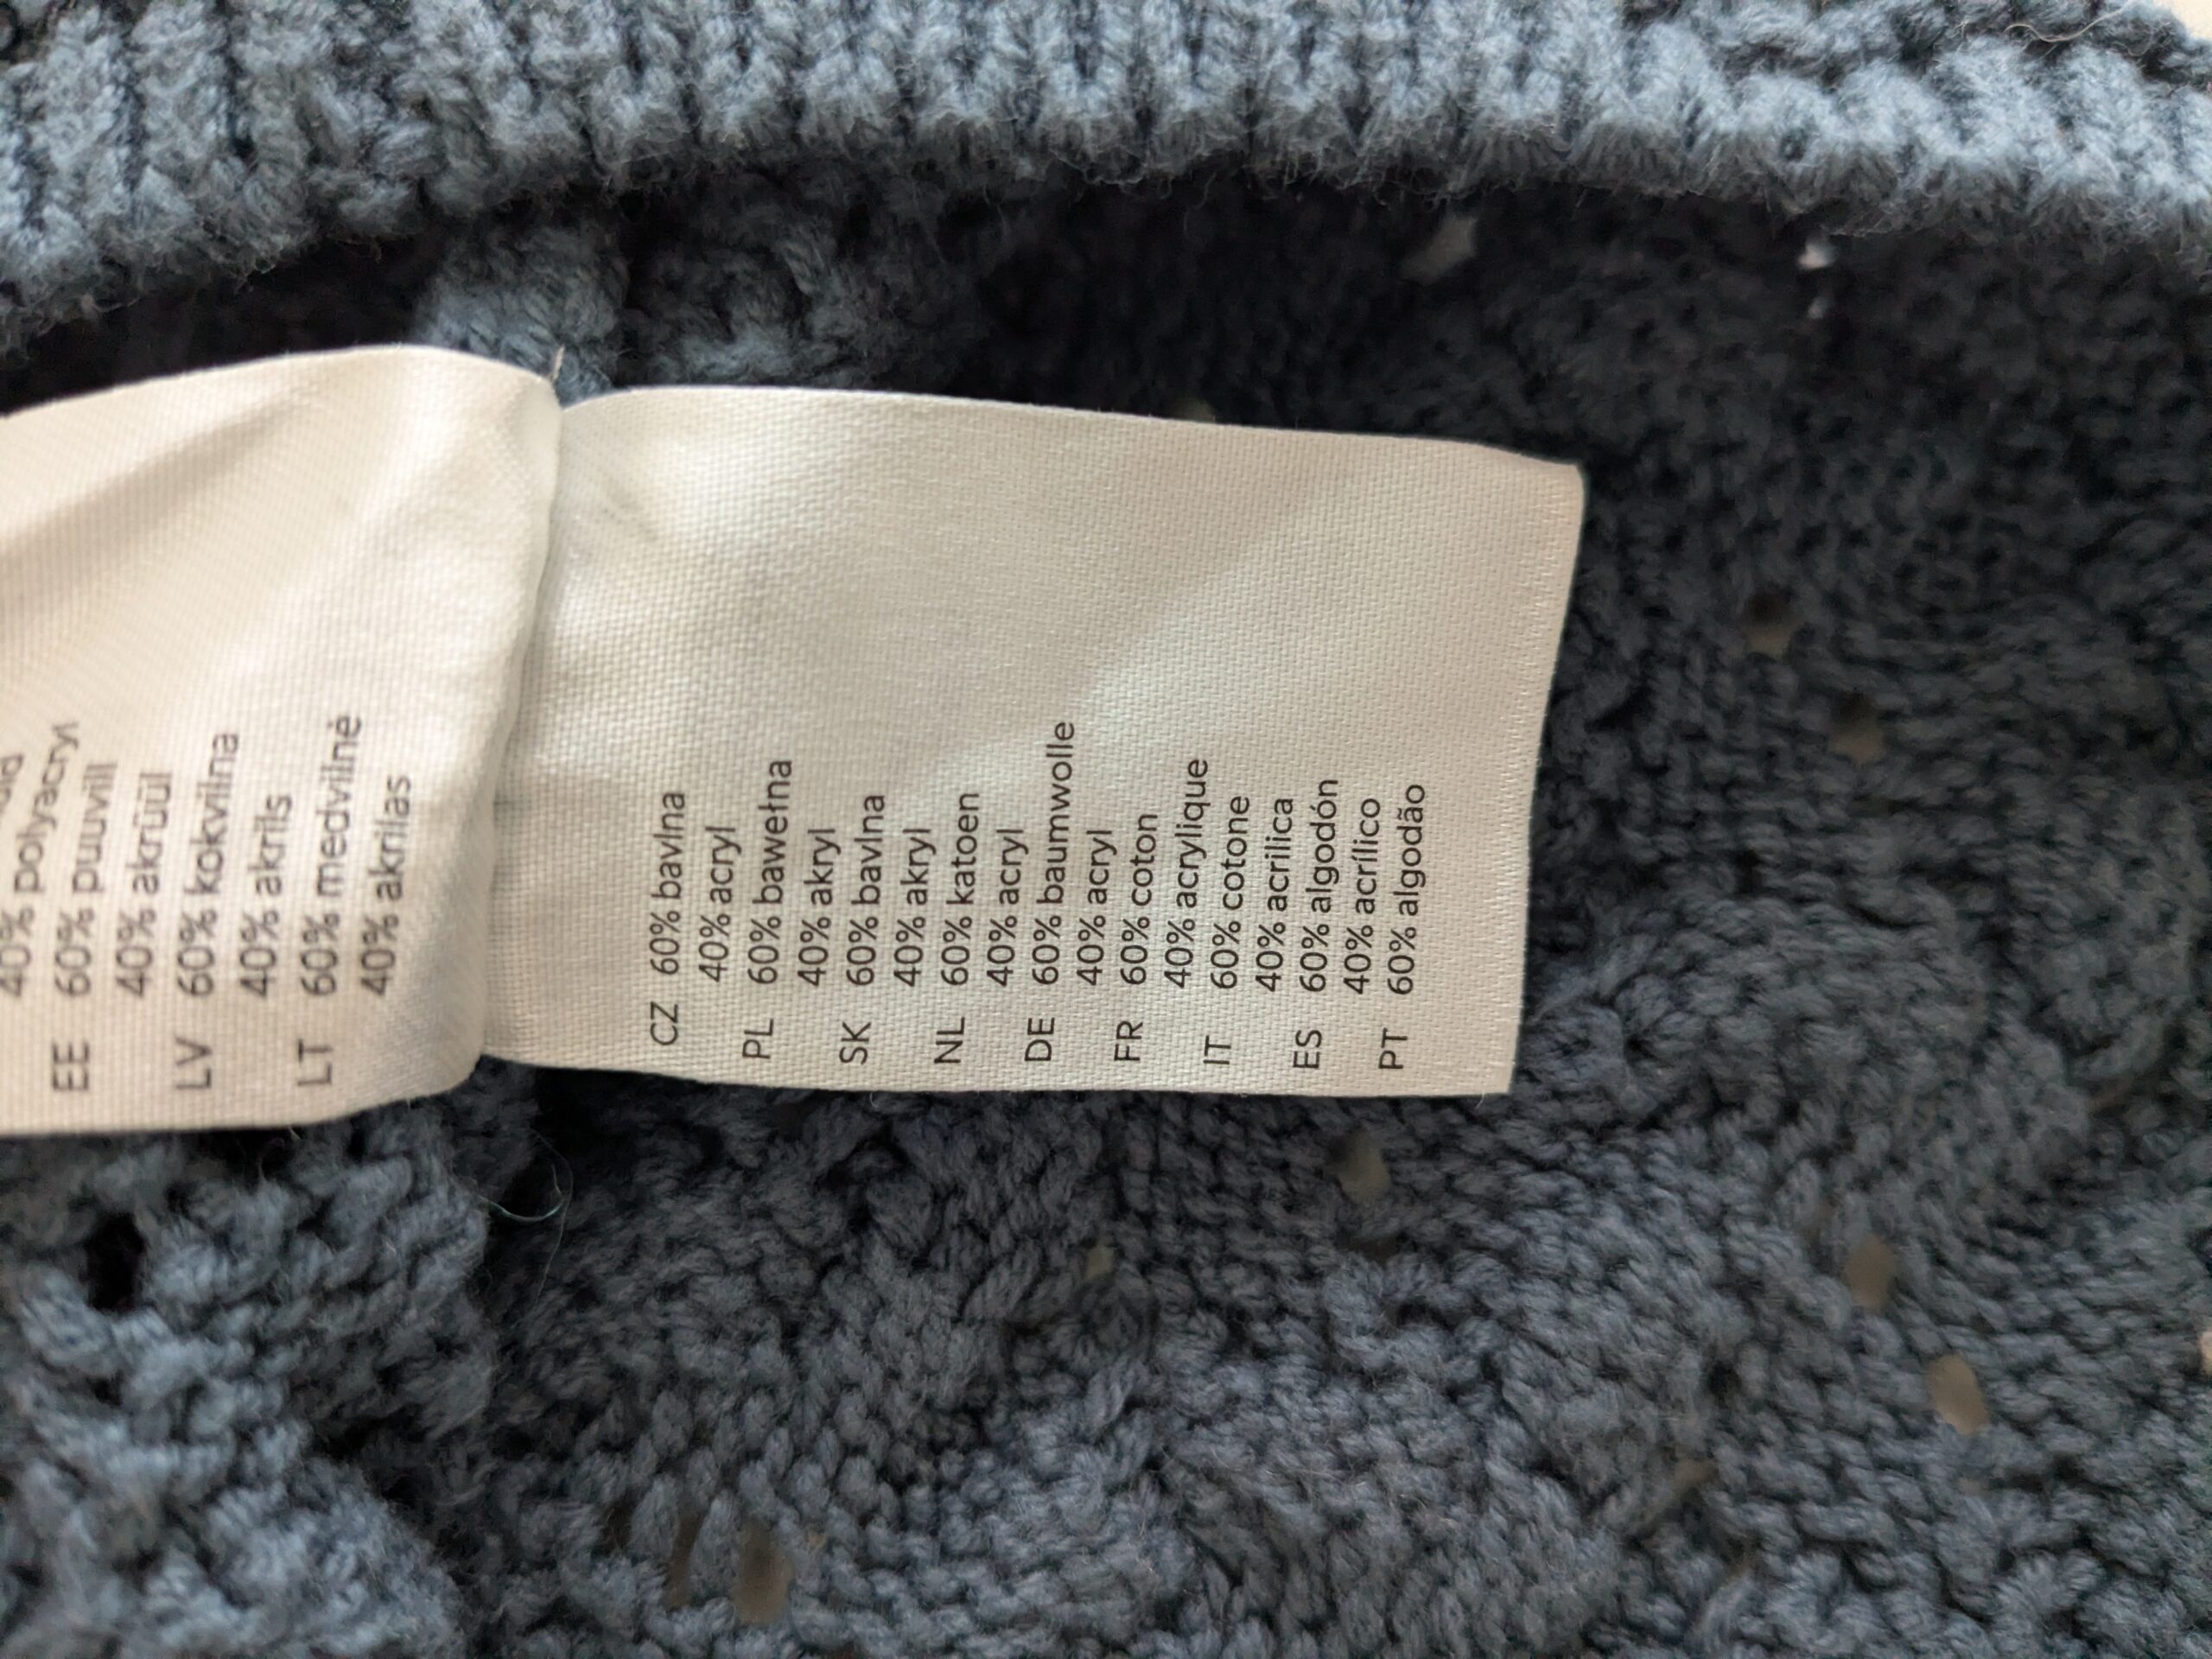 40% polyacryl
EE 60% puuvill
40% akrüül
LV 60% kokvilna
40% akrils
LT 60% medvilnė
40% akrilas
CZ 60% bavlna
40% acryl
PL 60% bawełna
40% akryl
SK 60% bavlna
40% akryl
NL 60% katoen
40% acryl
DE 60% baumwolle
40% acryl
FR 60% coton
40% acrylique
IT 60% cotone
40% acrilica
ES 60% algodón
40% acrílico
PT 60% algodão